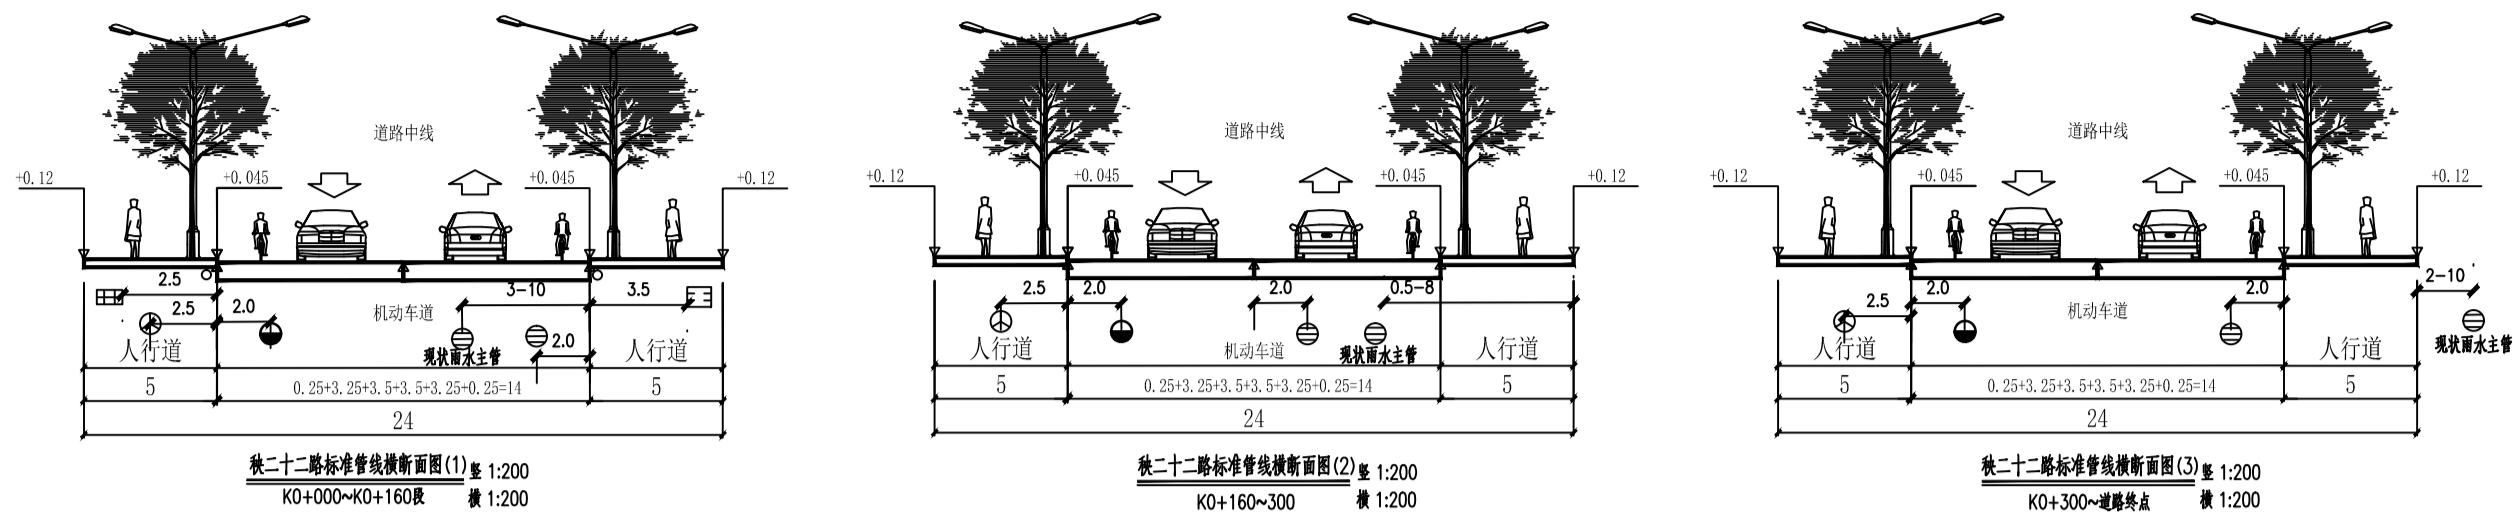 道路中线
+0.12
+0.045
+0.045
+0.12
2.5
3-10
3.5
2.5
2.0
机动车道
2.0
现状雨水主管
人行道
人行道
5
0.25+3.25+3.5+3.5+3.25+0.25=14
5
24
秧二十二路标准管线横断面图(1)
竖 1:200
K0+000~K0+160段
横 1:200
道路中线
+0.12
+0.045
+0.045
+0.12
2.5
2.0
2.0
0.5-8
人行道
机动车道
现状雨水主管
人行道
5
0.25+3.25+3.5+3.5+3.25+0.25=14
5
24
秧二十二路标准管线横断面图(2)
竖 1:200
K0+160~300
横 1:200
道路中线
+0.12
+0.045
+0.045
+0.12
2-10
2.5
2.0
2.0
机动车道
现状雨水主管
人行道
人行道
5
0.25+3.25+3.5+3.5+3.25+0.25=14
5
24
秧二十二路标准管线横断面图(3)
竖 1:200
K0+300~道路终点
横 1:200